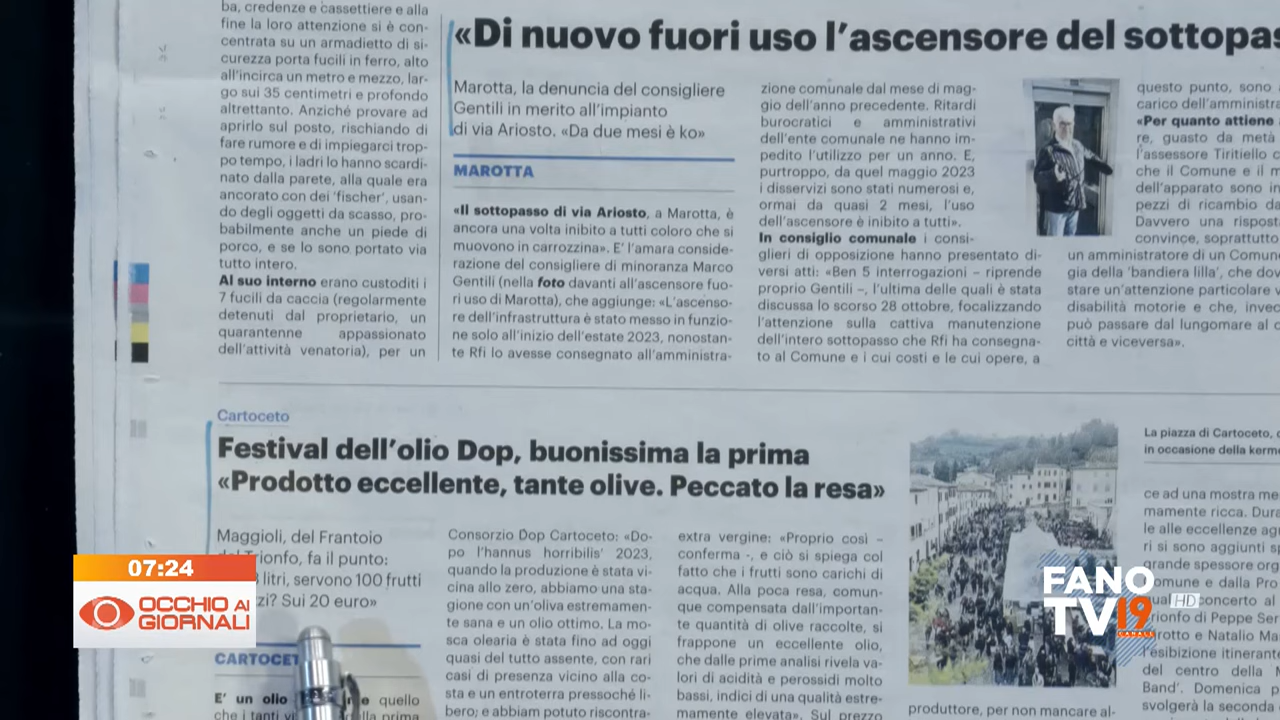 ba, credenze e cassettiere e alla
fine la loro attenzione si è con-
centrata su un armadietto di si-
curezza porta fucili in ferro, alto
all'incirca un metro e mezzo, lar-
go sui 35 centimetri e profondo
altrettanto. Anziché provare ad
aprirlo sul posto, rischiando di
fare rumore e di impiegarci trop-
po tempo, i ladri lo hanno scardi-
nato dalla parete, alla quale era
ancorato con dei 'fischer', usan-
do degli oggetti da scasso, pro-
babilmente anche un piede di
porco, e se lo sono portato via
tutto intero.
Al suo interno erano custoditi i
7 fucili da caccia (regolarmente
detenuti dal proprietario, un
quarantenne appassionato
dell'attività venatoria), per un
«Di nuovo fuori uso l'ascensore del sottopas
Marotta, la denuncia del consigliere
Gentili in merito all'impianto
di via Ariosto. «Da due mesi è ko»
MAROTTA
«Il sottopasso di via Ariosto, a Marotta, è
ancora una volta inibito a tutti coloro che si
muovono in carrozzina». E' l'amara conside-
razione del consigliere di minoranza Marco
Gentili (nella foto davanti all'ascensore fuo-
ri uso di Marotta), che aggiunge: «L'ascenso-
re dell'infrastruttura è stato messo in funzio-
ne solo all'inizio dell'estate 2023, nonostan-
te Rfi lo avesse consegnato all'amministra-
zione comunale dal mese di mag-
gio dell'anno precedente. Ritardi
burocratici e amministrativi
dell'ente comunale ne hanno im-
pedito l'utilizzo per un anno. E,
purtroppo, da quel maggio 2023
i disservizi sono stati numerosi e,
ormai da quasi 2 mesi, l'uso
dell'ascensore è inibito a tutti».
In consiglio comunale i consi-
glieri di opposizione hanno presentato di-
versi atti: «Ben 5 interrogazioni – riprende
proprio Gentili –, l'ultima delle quali è stata
discussa lo scorso 28 ottobre, focalizzando
l'attenzione sulla cattiva manutenzione
dell'intero sottopasso che Rfi ha consegna-
to al Comune e i cui costi e le cui opere, a
questo punto, sono
carico dell'amministra
«Per quanto attiene
re, guasto da metà
l'assessore Tiritiello c
che il Comune e il m
dell'apparato sono in
pezzi di ricambio da
Davvero una rispost
convince, soprattutto
un amministratore di un Comun
gia della 'bandiera lilla', che dov
stare un'attenzione particolare v
disabilità motorie e che, invec
può passare dal lungomare al c
città e viceversa».
Cartoceto
Festival dell'olio Dop, buonissima la prima
«Prodotto eccellente, tante olive. Peccato la resa»
Maggioli, del Frantoio
del Trionfo, fa il punto:
litri, servono 100 frutti
zi? Sui 20 euro»
CARTOCET
E' un olio quello
che i tanti vi lla prima
Consorzio Dop Cartoceto: «Do-
po l'hannus horribilis' 2023,
quando la produzione è stata vi-
cina allo zero, abbiamo una sta-
gione con un'oliva estremamen-
te sana e un olio ottimo. La mo-
sca olearia è stata fino ad oggi
quasi del tutto assente, con rari
casi di presenza vicino alla co-
sta e un entroterra pressoché li-
bero; e abbiam potuto riscontra-
extra vergine: «Proprio così –
conferma -, e ciò si spiega col
fatto che i frutti sono carichi di
acqua. Alla poca resa, comun-
que compensata dall'importan-
te quantità di olive raccolte, si
frappone un eccellente olio,
che dalle prime analisi rivela va-
lori di acidità e perossidi molto
bassi, indici di una qualità estre-
mamente elevata». Sul prezzo
produttore, per non mancare al-
La piazza di Cartoceto,
in occasione della kerm
ce ad una mostra me
mamente ricca. Dura
le alle eccellenze ag
ri si sono aggiunti s
grande spessore org
omune e dalla Pro
qual concerto al
rionfo di Peppe Ser
rotto e Natalio Ma
l'esibizione itinerante
del centro della
Band'. Domenica p
svolgerà la seconda
07:24
OCCHIO AI
GIORNALI
FANO
TV19
HD